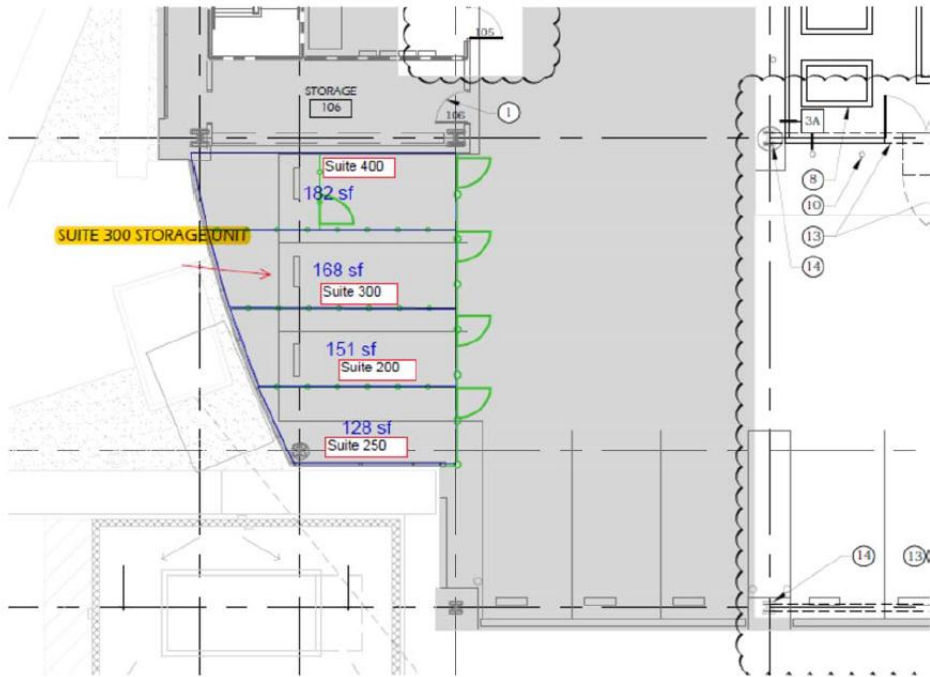 105
STORAGE
106
106
1
3A
Suite 400
182 sf
8
10
SUITE 300 STORAGE UNIT
13
168 sf
14
Suite 300
151 sf
Suite 200
128 sf
Suite 250
14
13